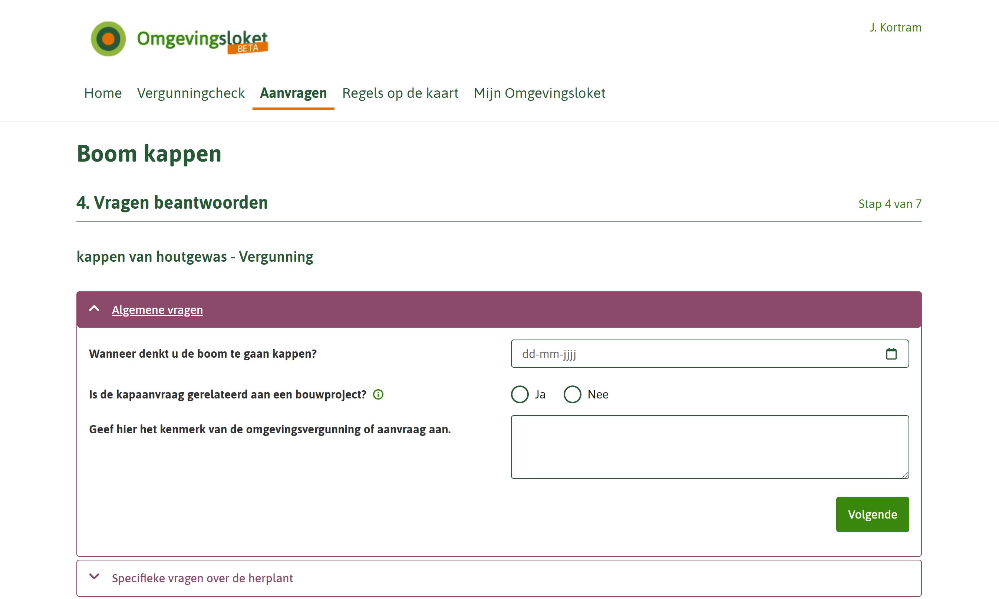 Omgevingsloket
BETA
J. Kortram
Home Vergunningcheck Aanvragen Regels op de kaart Mijn Omgevingsloket
Boom kappen
4. Vragen beantwoorden
Stap 4 van 7
kappen van houtgewas - Vergunning
Algemene vragen
Wanneer denkt u de boom te gaan kappen?
dd-mm-jjjj
Is de kapaanvraag gerelateerd aan een bouwproject?
Ja Nee
Geef hier het kenmerk van de omgevingsvergunning of aanvraag aan.
Volgende
Specifieke vragen over de herplant